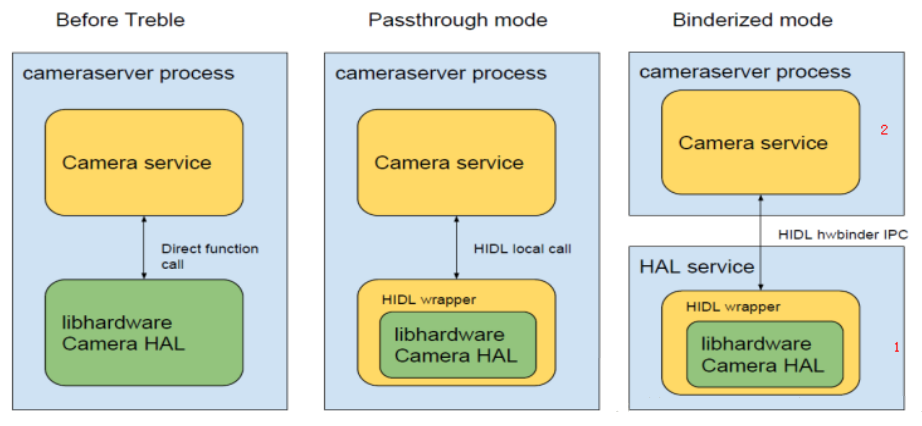 Before Treble
cameraserver process
Camera service
Direct function
call
libhardware
Camera HAL
Passthrough mode
cameraserver process
Camera service
HIDL local call
HIDL wrapper
libhardware
Camera HAL
Binderized mode
cameraserver process
Camera service
2
HIDL hwbinder IPC
HAL service
HIDL wrapper
libhardware
Camera HAL
1